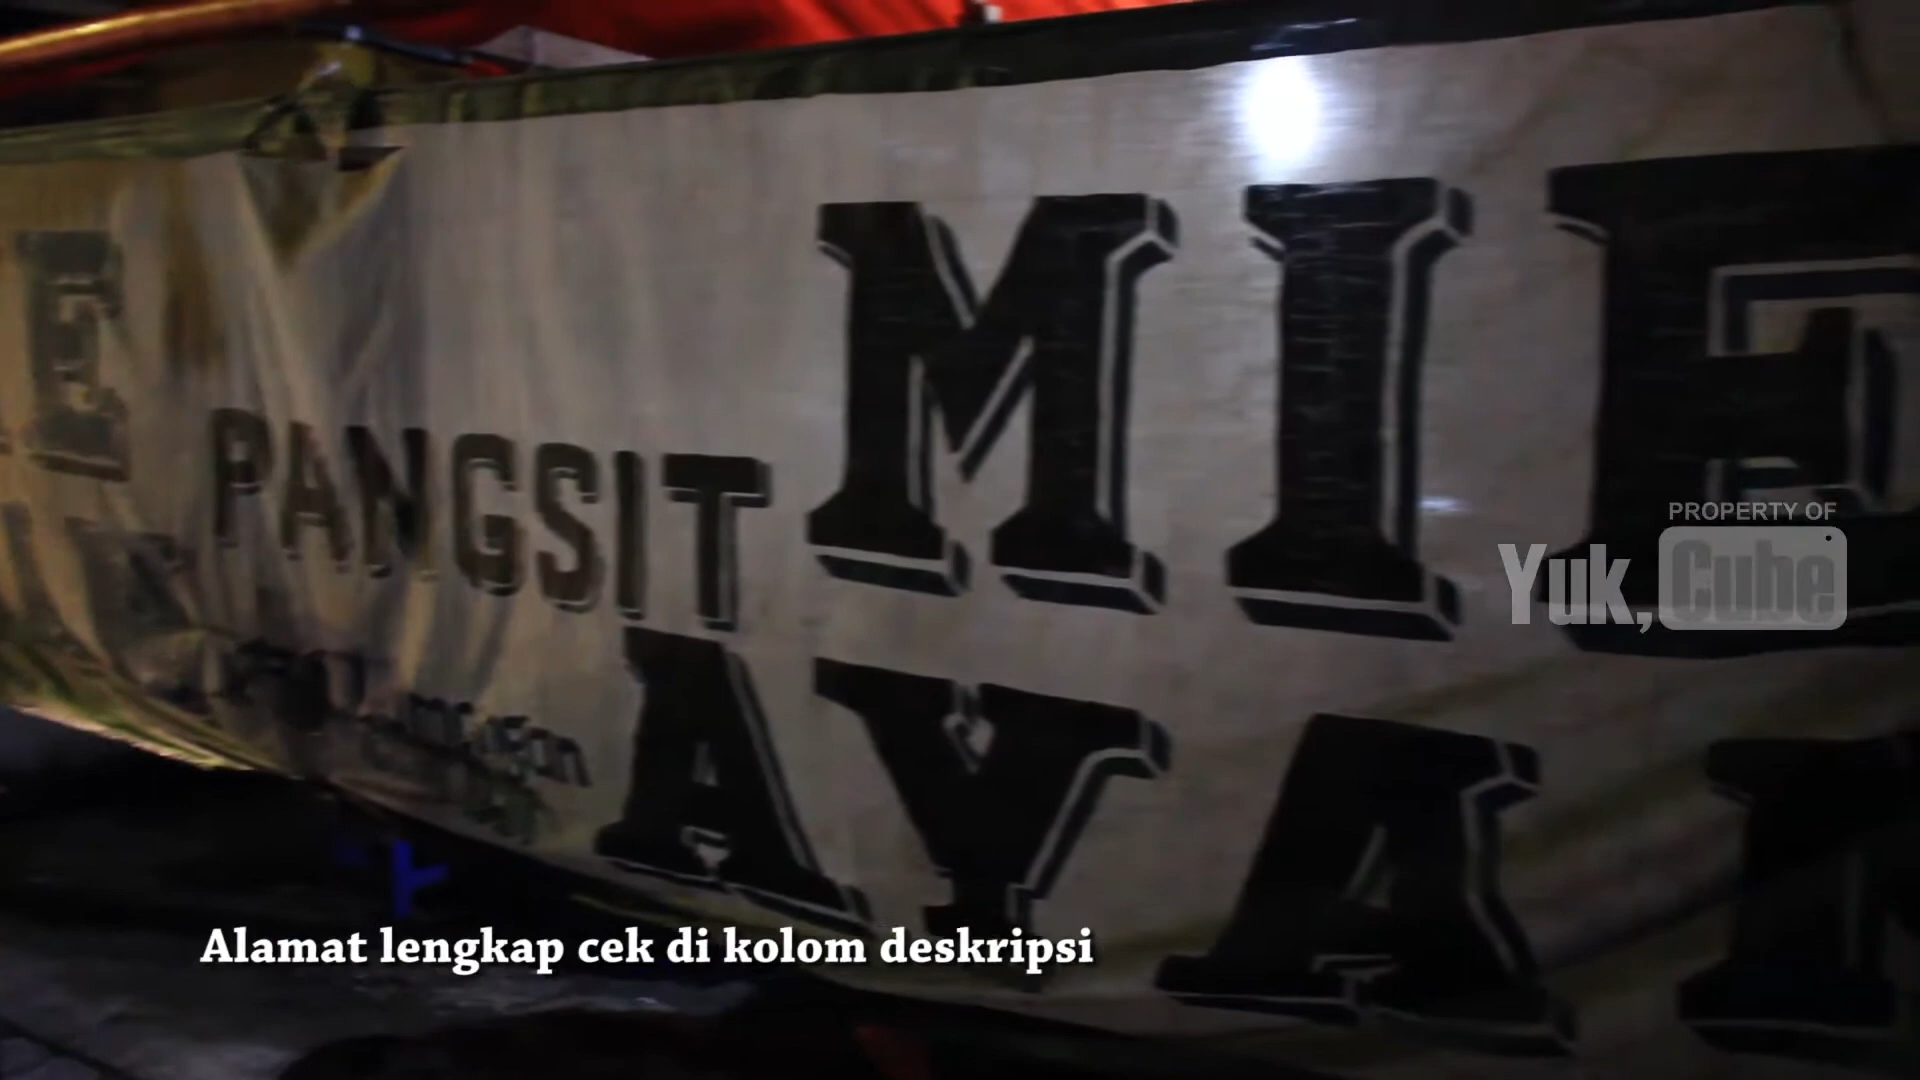 PANGSIT
MIE
AYA
PROPERTY OF
Yuk, Cube
Alamat lengkap cek di kolom deskripsi